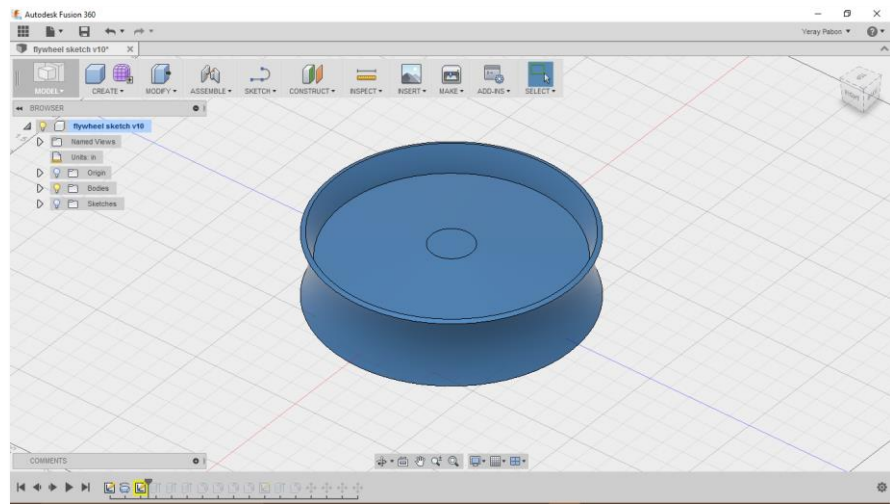 Autodesk Fusion 360
Yeray Pabon
flywheel sketch v10*
MODEL CREATE MODIFY ASSEMBLE SKETCH CONSTRUCT INSPECT INSERT MAKE ADD-INS SELECT
BROWSER
flywheel sketch v10
Named Views
Units: in
Origin
Bodies
Sketches
COMMENTS